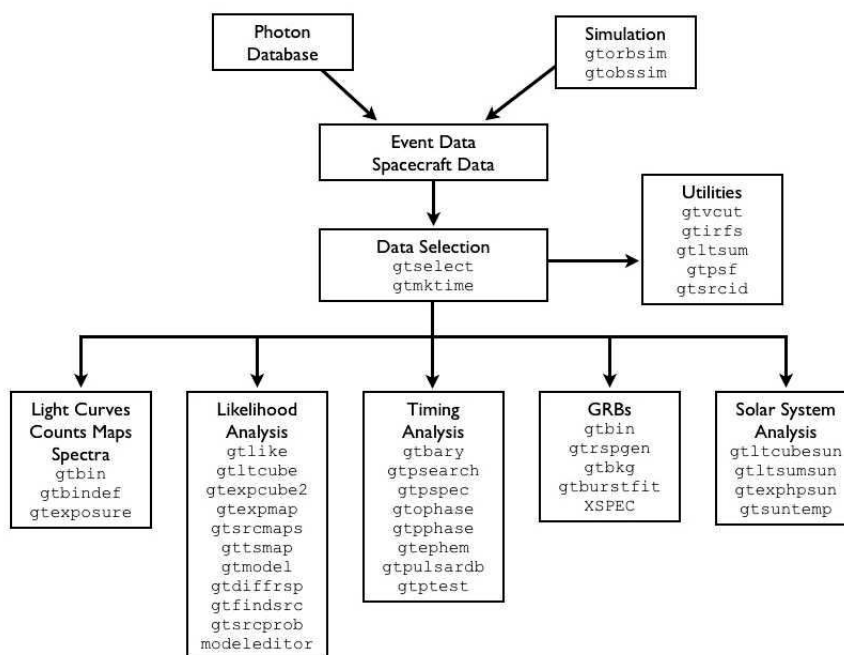 Photon
Database
Simulation
gtorbsim
gtobssim
Event Data
Spacecraft Data
Utilities
gtvcut
gtirfs
gtltsum
gtpsf
gtsrcid
Data Selection
gtselect
gtmktime
Light Curves
Counts Maps
Spectra
gtbin
gtbindef
gtexposure
Likelihood
Analysis
gtlike
gtltcube
gtexpcube2
gtexpmap
gtsrcmaps
gttsmap
gtmodel
gtdiffrsp
gtfindsrc
gtsrcprob
modeleditor
Timing
Analysis
gtbary
gtpsearch
gtpspec
gtophase
gtpphase
gtephem
gtpulsardb
gtptest
GRBs
gtbin
gtrspgen
gtbkg
gtburstfit
XSPEC
Solar System
Analysis
gtltcubesun
gtltsumsun
gtexphpsun
gtsuntemp